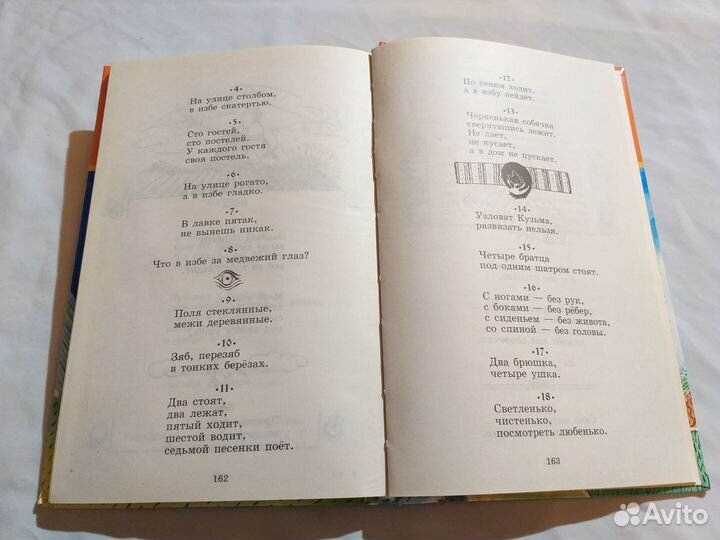 ·4·
На улице столбом,
в избе скатертью.
·5·
Сто гостей,
сто постелей.
У каждого гостя
своя постель.
·6·
На улице рогато,
а в избе гладко.
·7·
В лавке пятак,
не вынешь никак.
·8·
Что в избе за медвежий глаз?
·9·
Поля стеклянные,
межи деревянные.
·10·
Зяб, перезяб
в тонких берёзах.
·11·
Два стоят,
два лежат,
пятый ходит,
шестой водит,
седьмой песенки поёт.
162
·12·
По сеням ходит,
а в избу нейдет.
·13·
Черненькая собачка
свернувшись лежит.
Не лает,
не кусает,
а в дом не пускает.
·14·
Узловат Кузьма,
развязать нельзя.
·15·
Четыре братца
под одним шатром стоят.
·16·
С ногами — без рук,
с боками — без рёбер,
с сиденьем — без живота,
со спиной — без головы.
·17·
Два брюшка,
четыре ушка.
·18·
Светленько,
чистенько,
посмотреть любенько.
163
Avito